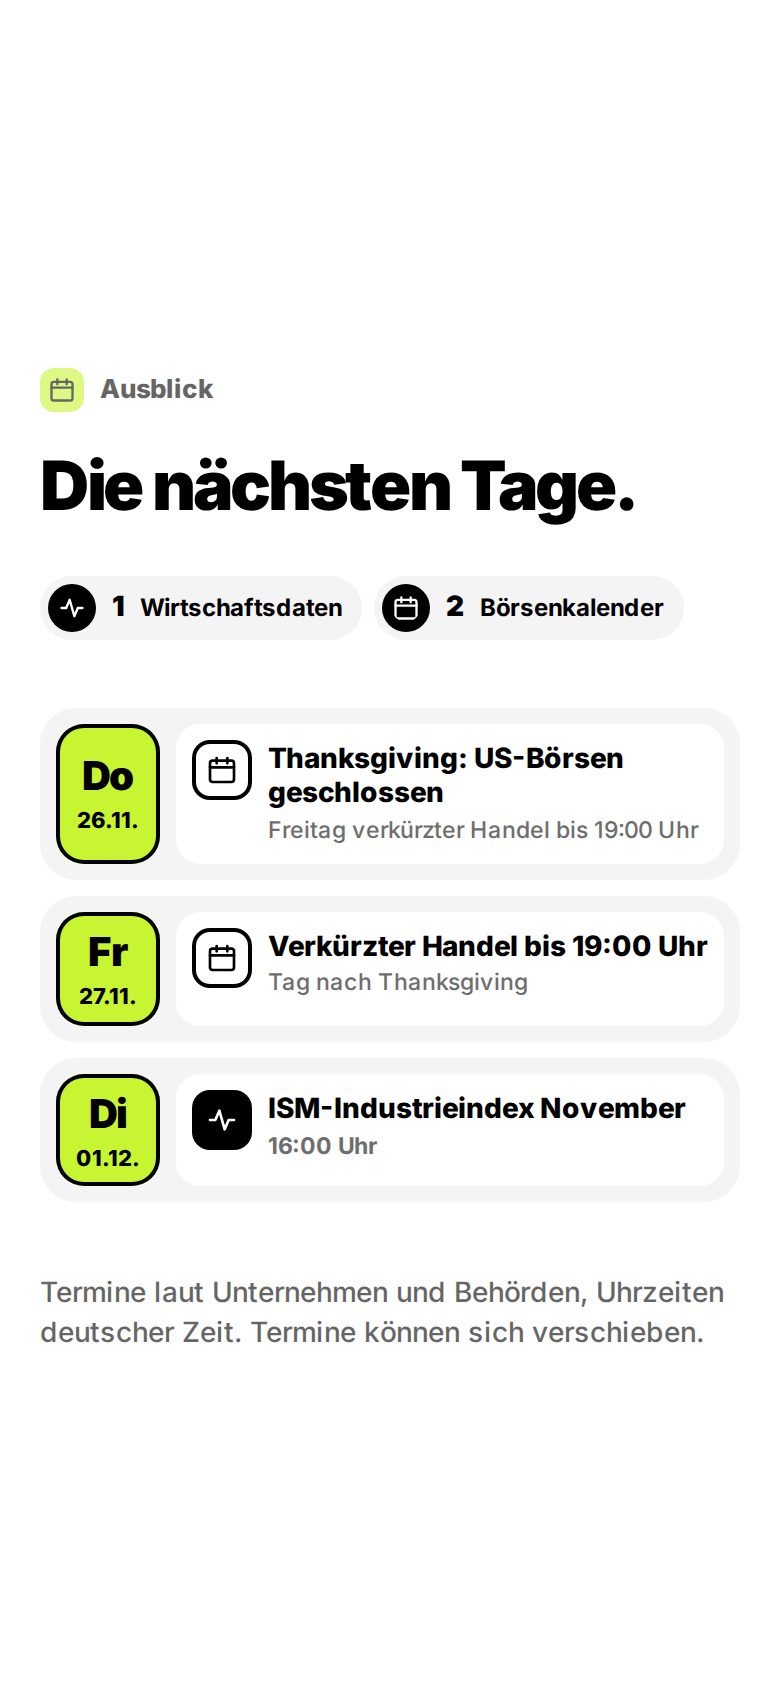 Ausblick
Die nächsten Tage.
1 Wirtschaftsdaten
2 Börsenkalender
Do
26.11.
Thanksgiving: US-Börsen
geschlossen
Freitag verkürzter Handel bis 19:00 Uhr
Fr
27.11.
Verkürzter Handel bis 19:00 Uhr
Tag nach Thanksgiving
Di
01.12.
ISM-Industrieindex November
16:00 Uhr
Termine laut Unternehmen und Behörden, Uhrzeiten
deutscher Zeit. Termine können sich verschieben.